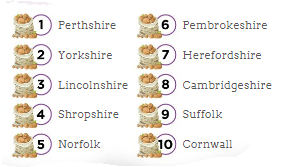 1 Perthshire
2 Yorkshire
3 Lincolnshire
4 Shropshire
5 Norfolk
6 Pembrokeshire
7 Herefordshire
8 Cambridgeshire
9 Suffolk
10 Cornwall